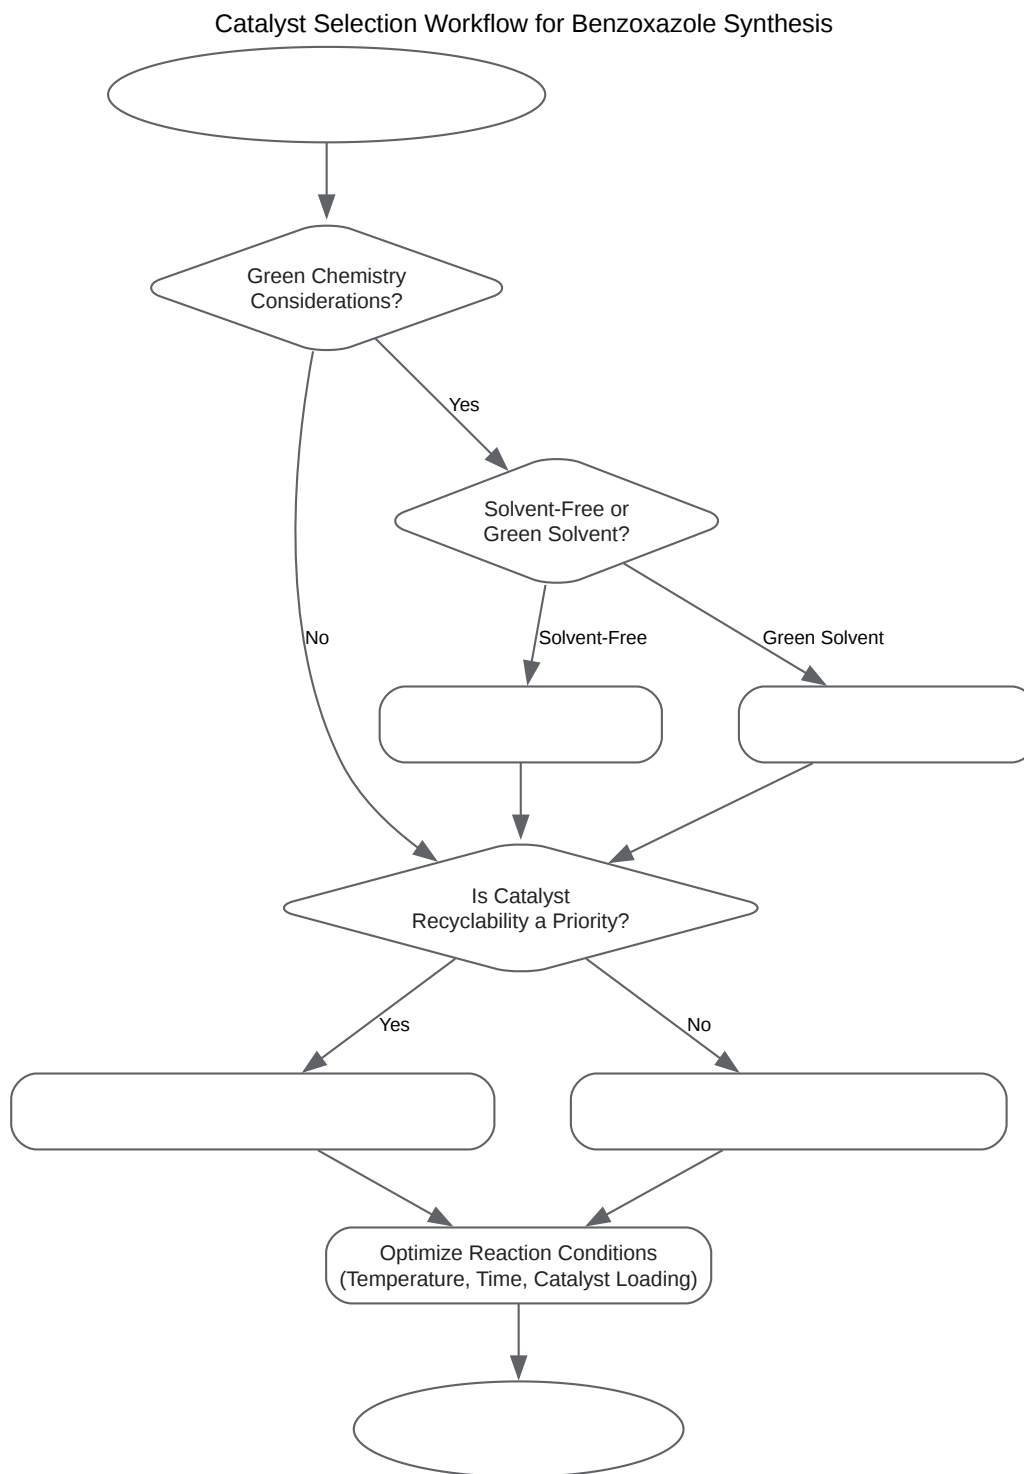 Catalyst Selection Workflow for Benzoxazole Synthesis
Green Chemistry
Considerations?
Yes
Solvent-Free or
Green Solvent?
No
Solvent-Free
Green Solvent
Is Catalyst
Recyclability a Priority?
Yes
No
Optimize Reaction Conditions
(Temperature, Time, Catalyst Loading)